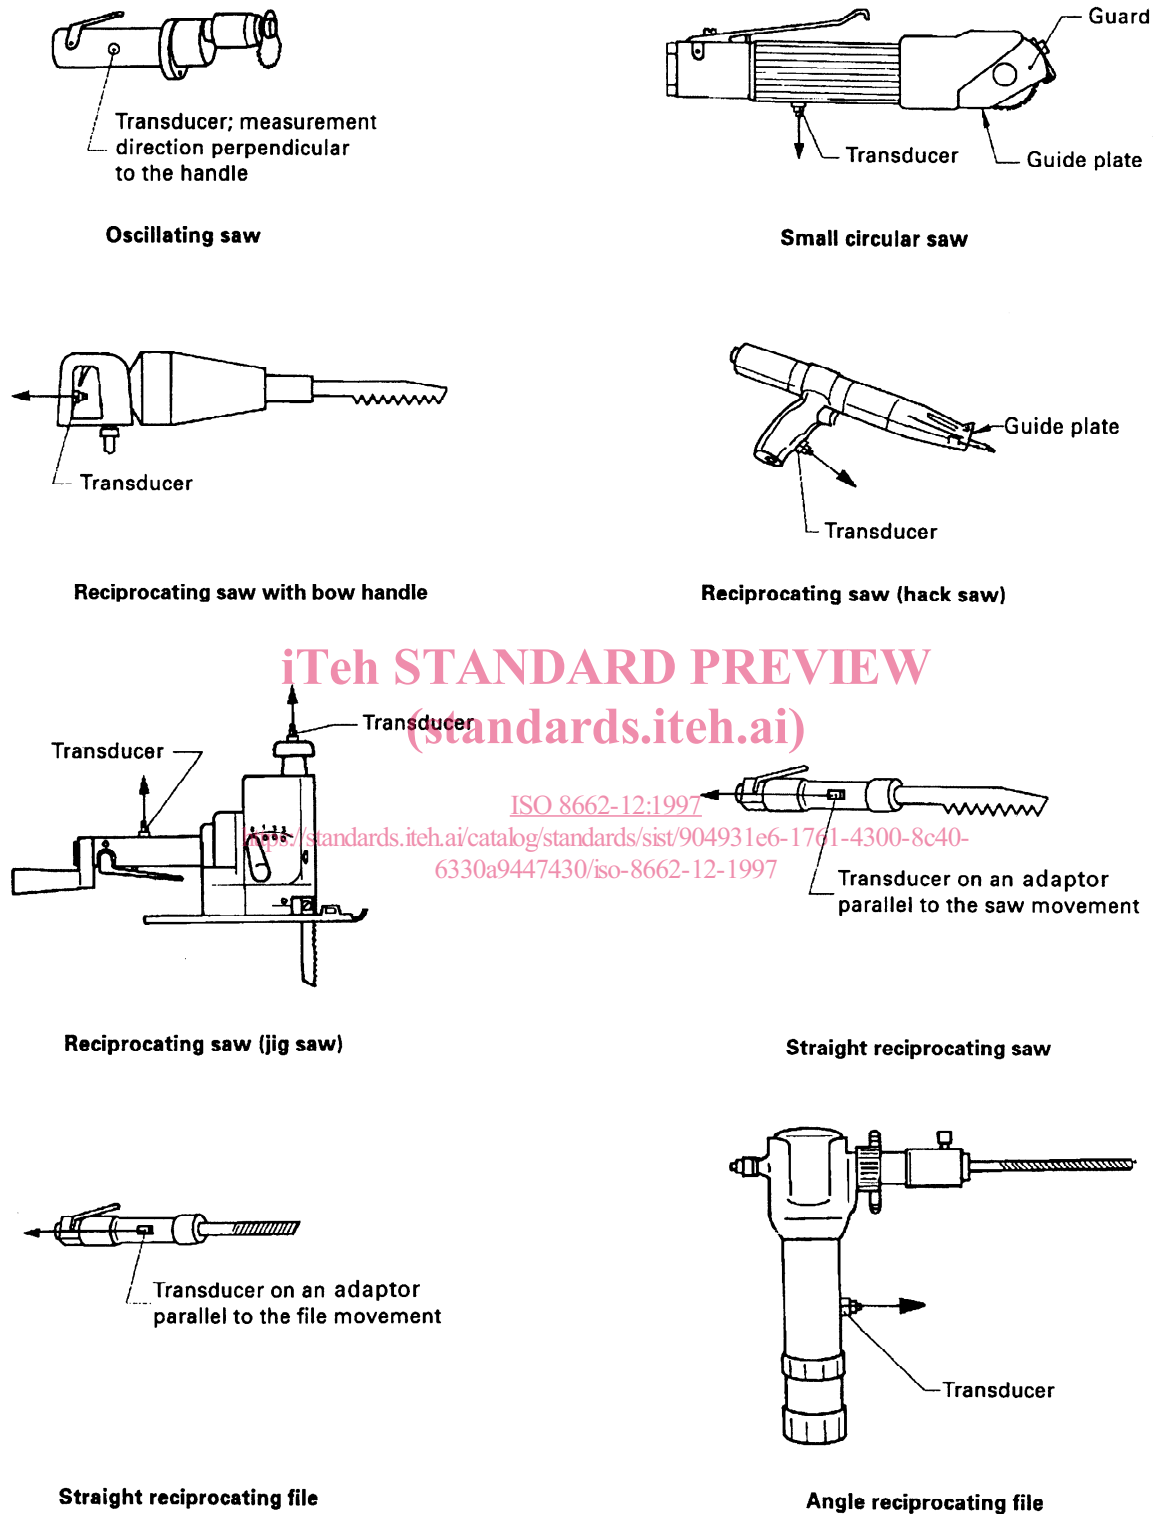 Guard
Transducer; measurement
direction perpendicular
to the handle
Transducer
Guide plate
Oscillating saw
Small circular saw
Transducer
Guide plate
Transducer
Reciprocating saw with bow handle
Reciprocating saw (hack saw)
iTeh STANDARD PREVIEW
(standards.iteh.ai)
Transducer
Transducer
ISO 8662-12:1997
https://standards.iteh.ai/catalog/standards/sist/904931e6-1761-4300-8c40-
6330a9447430/iso-8662-12-1997
0 1 2 3
Transducer on an adaptor
parallel to the saw movement
Reciprocating saw (jig saw)
Straight reciprocating saw
Transducer on an adaptor
parallel to the file movement
Transducer
Straight reciprocating file
Angle reciprocating file